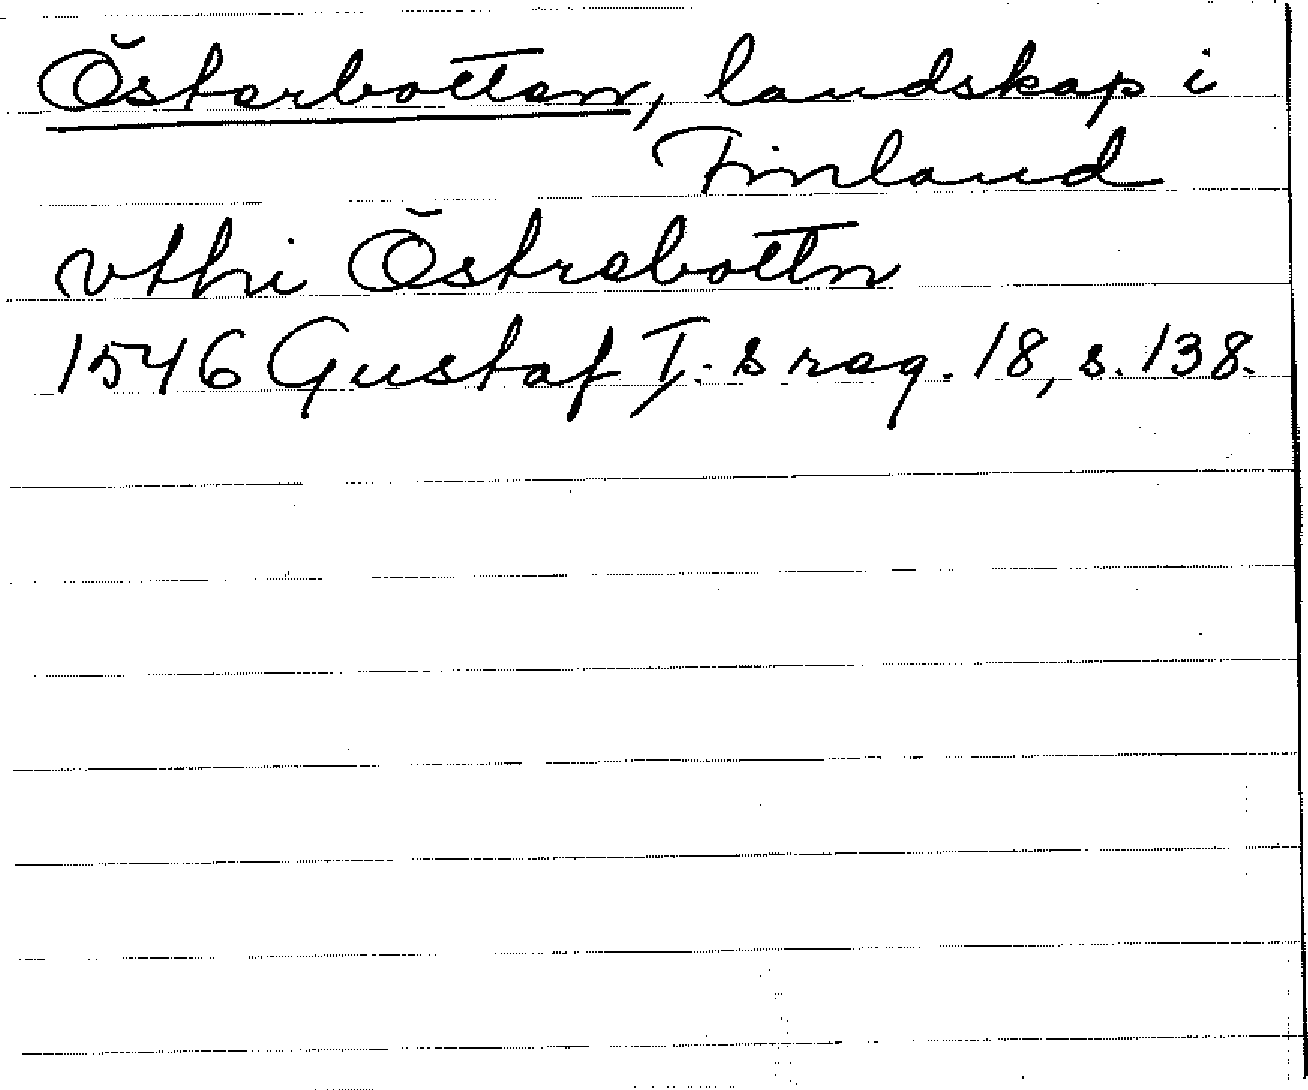 Österbotten, landskap i
Finland
vthi Östrebottn
1546 Gustaf I:s reg. 18, s. 138.